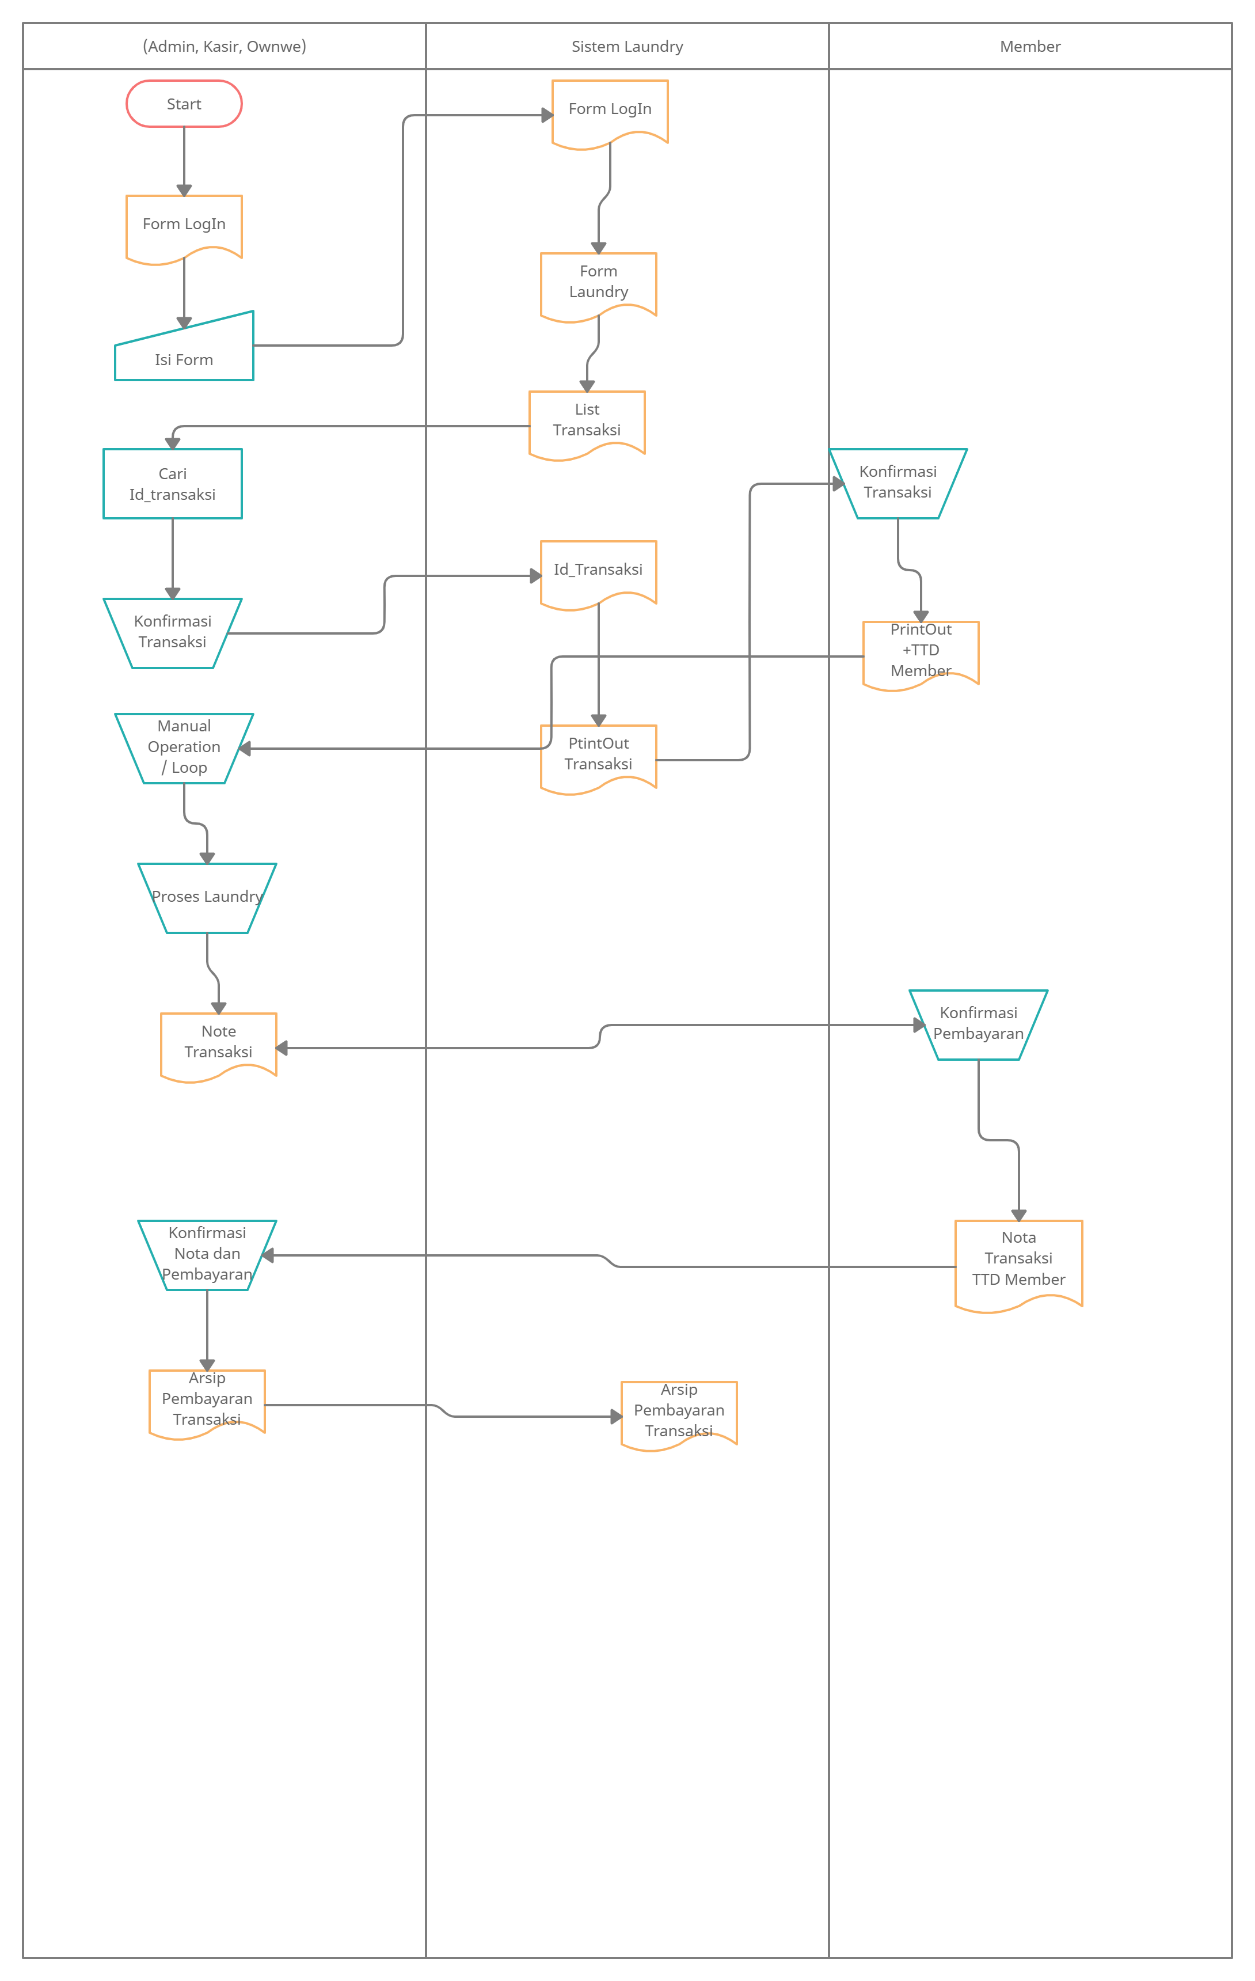 (Admin, Kasir, Ownwe)
Sistem Laundry
Member
Start
Form LogIn
Form LogIn
Form
Laundry
Isi Form
List
Transaksi
Cari
Id_transaksi
Konfirmasi
Transaksi
Id_Transaksi
Konfirmasi
Transaksi
PrintOut
+TTD
Member
Manual
Operation
/ Loop
PtintOut
Transaksi
Proses Laundry
Note
Transaksi
Konfirmasi
Pembayaran
Konfirmasi
Nota dan
Pembayaran
Nota
Transaksi
TTD Member
Arsip
Pembayaran
Transaksi
Arsip
Pembayaran
Transaksi